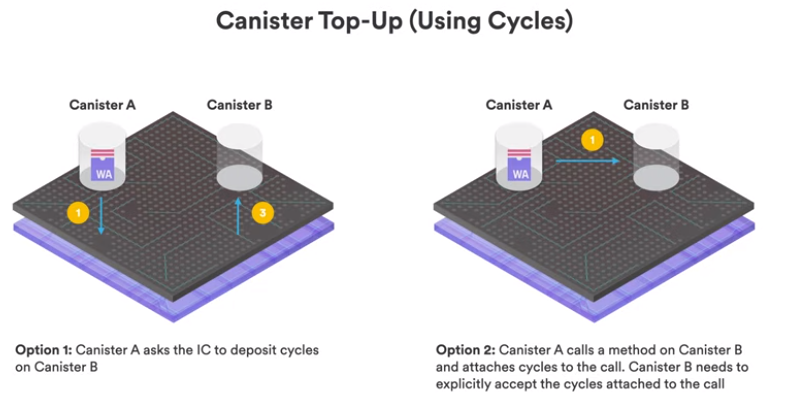 Canister Top-Up (Using Cycles)
Canister A
Canister B
WA
1
3
Option 1: Canister A asks the IC to deposit cycles
on Canister B
Canister A
Canister B
1
WA
Option 2: Canister A calls a method on Canister B
and attaches cycles to the call. Canister B needs to
explicitly accept the cycles attached to the call